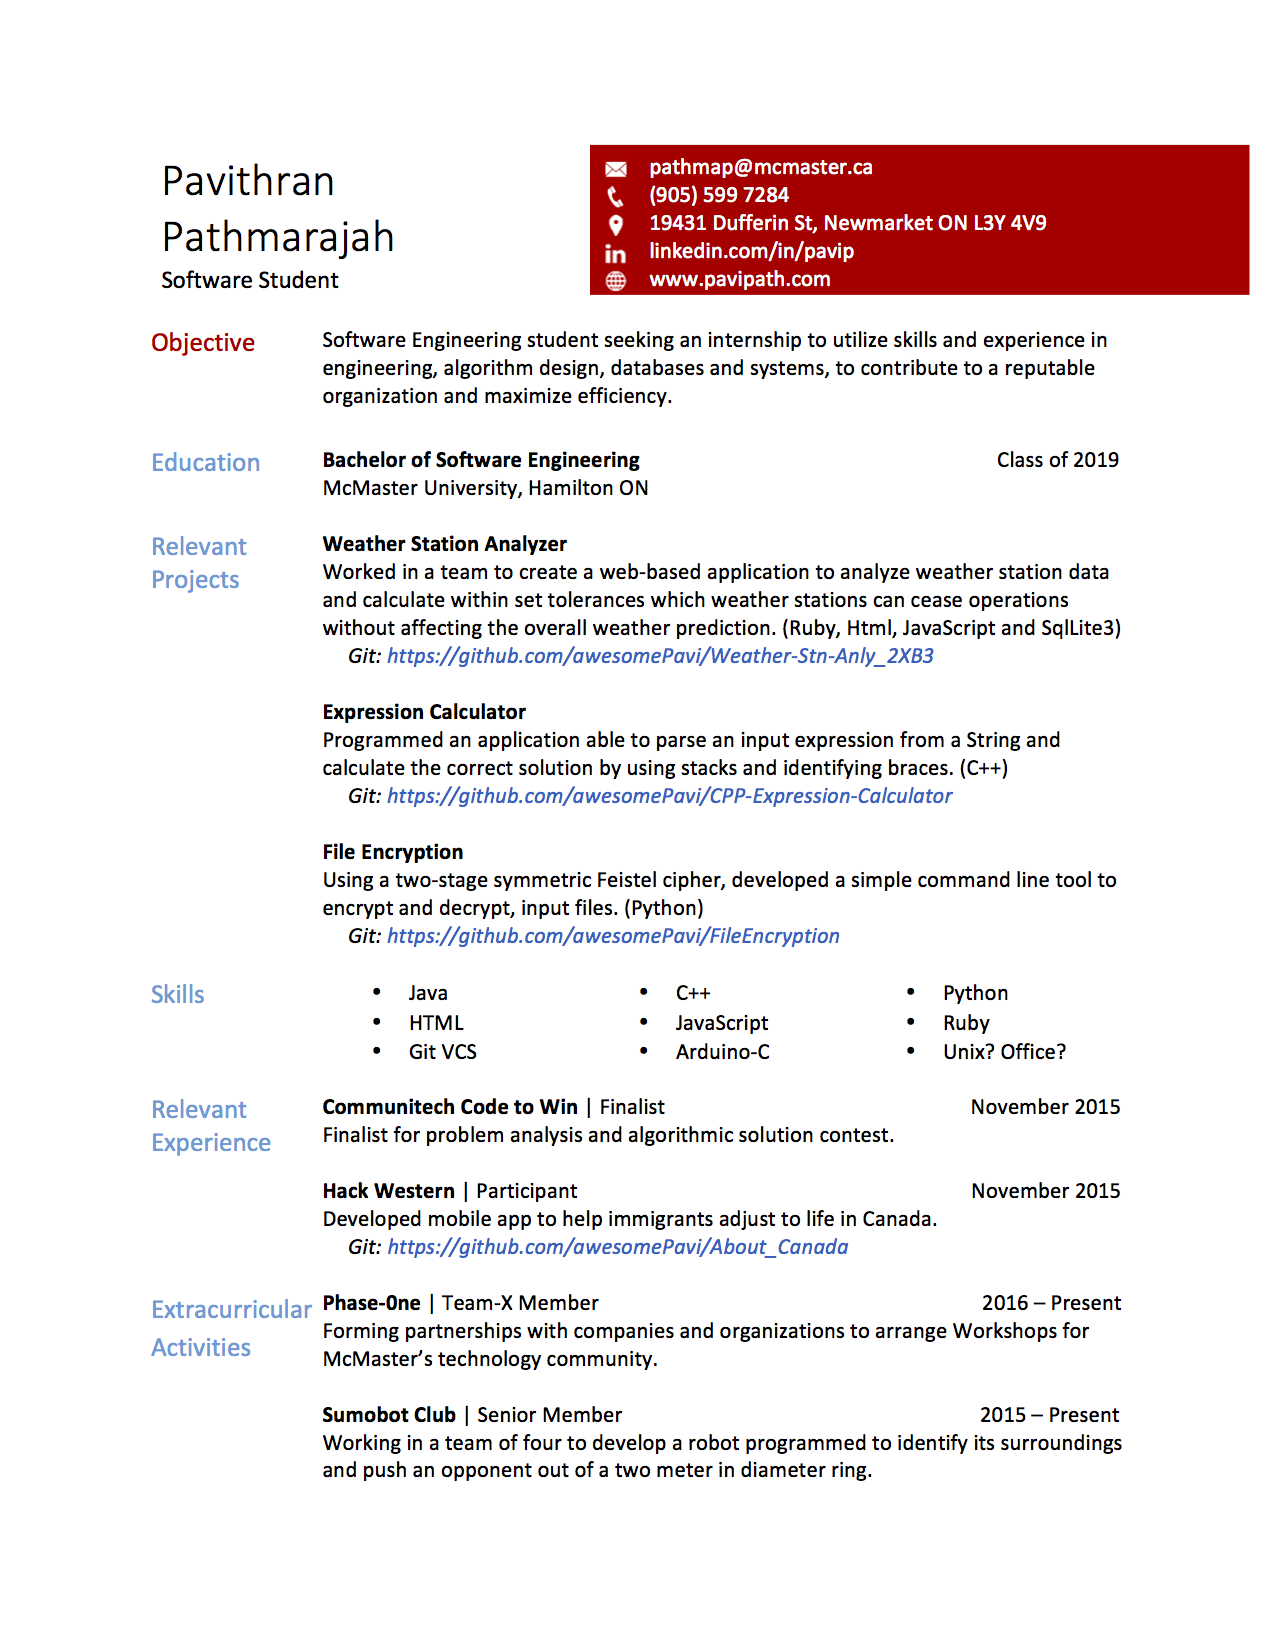 Pavithran
Pathmarajah
Software Student
pathmap@mcmaster.ca
(905) 599 7284
19431 Dufferin St, Newmarket ON L3Y 4V9
linkedin.com/in/pavip
www.pavipath.com
Objective
Software Engineering student seeking an internship to utilize skills and experience in
engineering, algorithm design, databases and systems, to contribute to a reputable
organization and maximize efficiency.
Education
Bachelor of Software Engineering Class of 2019
McMaster University, Hamilton ON
Relevant
Projects
Weather Station Analyzer
Worked in a team to create a web-based application to analyze weather station data
and calculate within set tolerances which weather stations can cease operations
without affecting the overall weather prediction. (Ruby, Html, JavaScript and SqlLite3)
Git: https://github.com/awesomePavi/Weather-Stn-Anly_2XB3
Expression Calculator
Programmed an application able to parse an input expression from a String and
calculate the correct solution by using stacks and identifying braces. (C++)
Git: https://github.com/awesomePavi/CPP-Expression-Calculator
File Encryption
Using a two-stage symmetric Feistel cipher, developed a simple command line tool to
encrypt and decrypt, input files. (Python)
Git: https://github.com/awesomePavi/FileEncryption
Skills
• Java • C++ • Python
• HTML • JavaScript • Ruby
• Git VCS • Arduino-C • Unix? Office?
Relevant
Experience
Communitech Code to Win | Finalist November 2015
Finalist for problem analysis and algorithmic solution contest.
Hack Western | Participant November 2015
Developed mobile app to help immigrants adjust to life in Canada.
Git: https://github.com/awesomePavi/About_Canada
Extracurricular
Activities
Phase-0ne | Team-X Member 2016 – Present
Forming partnerships with companies and organizations to arrange Workshops for
McMaster’s technology community.
Sumobot Club | Senior Member 2015 – Present
Working in a team of four to develop a robot programmed to identify its surroundings
and push an opponent out of a two meter in diameter ring.